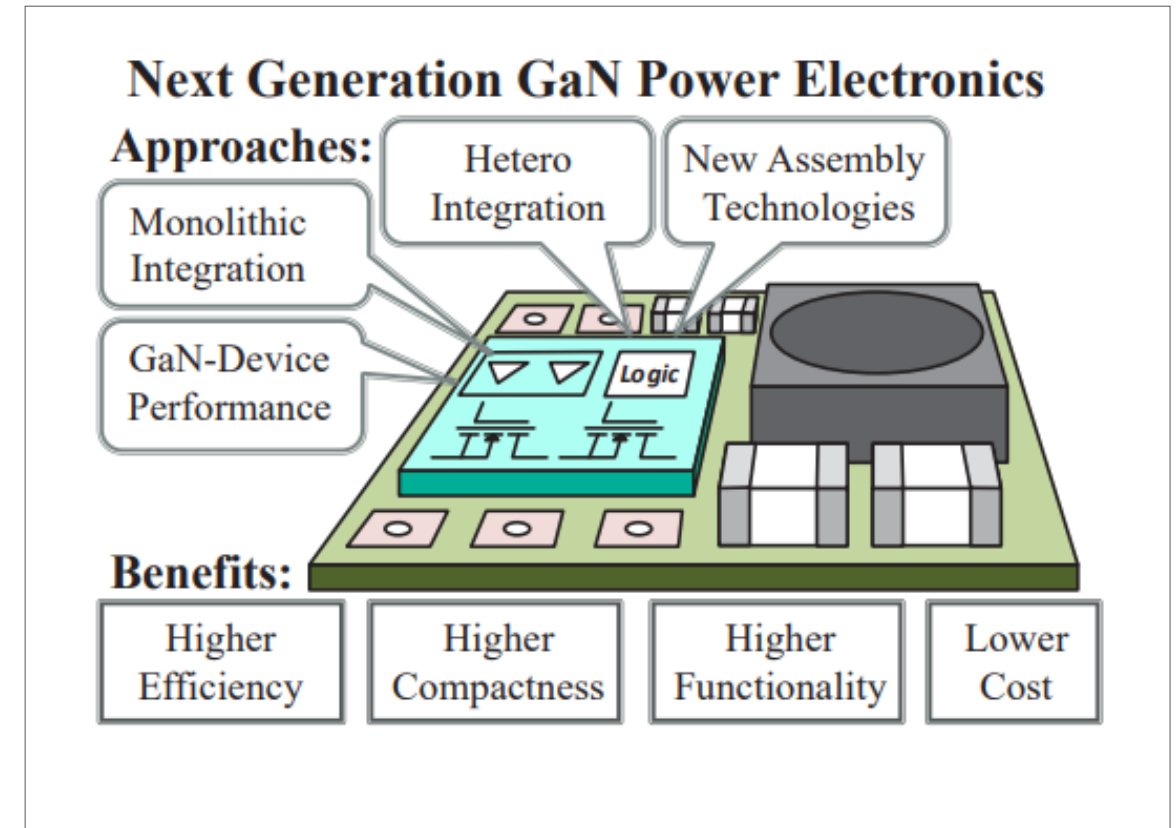 Next Generation GaN Power Electronics
Approaches:
Hetero
Integration
New Assembly
Technologies
Monolithic
Integration
GaN-Device
Performance
Logic
Benefits:
Higher
Efficiency
Higher
Compactness
Higher
Functionality
Lower
Cost